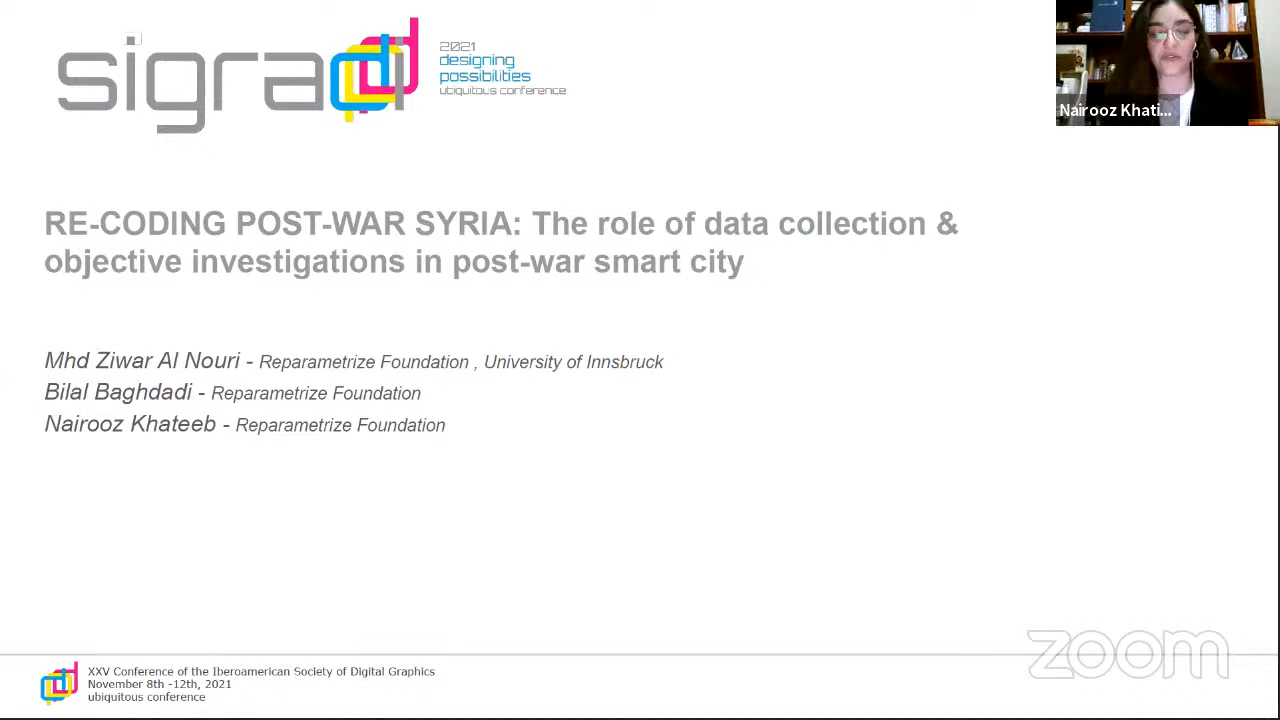 sigradi
2021
designing
possibilities
ubiquitous conference
Nairooz Khati...
RE-CODING POST-WAR SYRIA: The role of data collection &
objective investigations in post-war smart city
Mhd Ziwar Al Nouri - Reparametrize Foundation , University of Innsbruck
Bilal Baghdadi - Reparametrize Foundation
Nairooz Khateeb - Reparametrize Foundation
zoom
XXV Conference of the Iberoamerican Society of Digital Graphics
November 8th -12th, 2021
ubiquitous conference